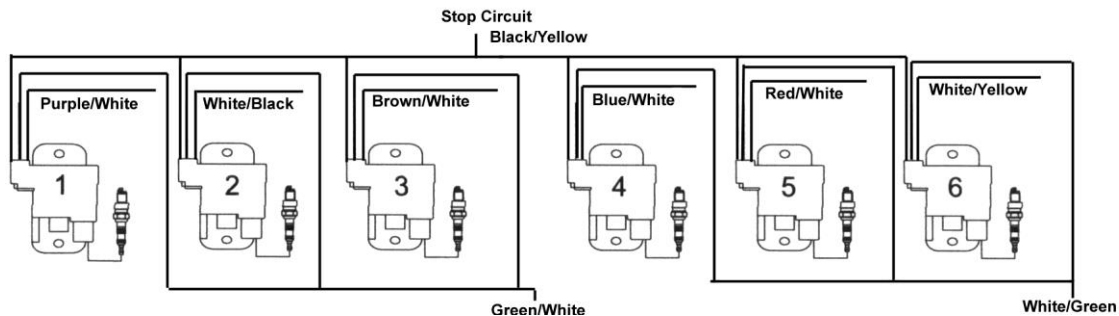 Stop Circuit
Black/Yellow
Purple/White
White/Black
Brown/White
Blue/White
Red/White
White/Yellow
1
2
3
4
5
6
Green/White
White/Green